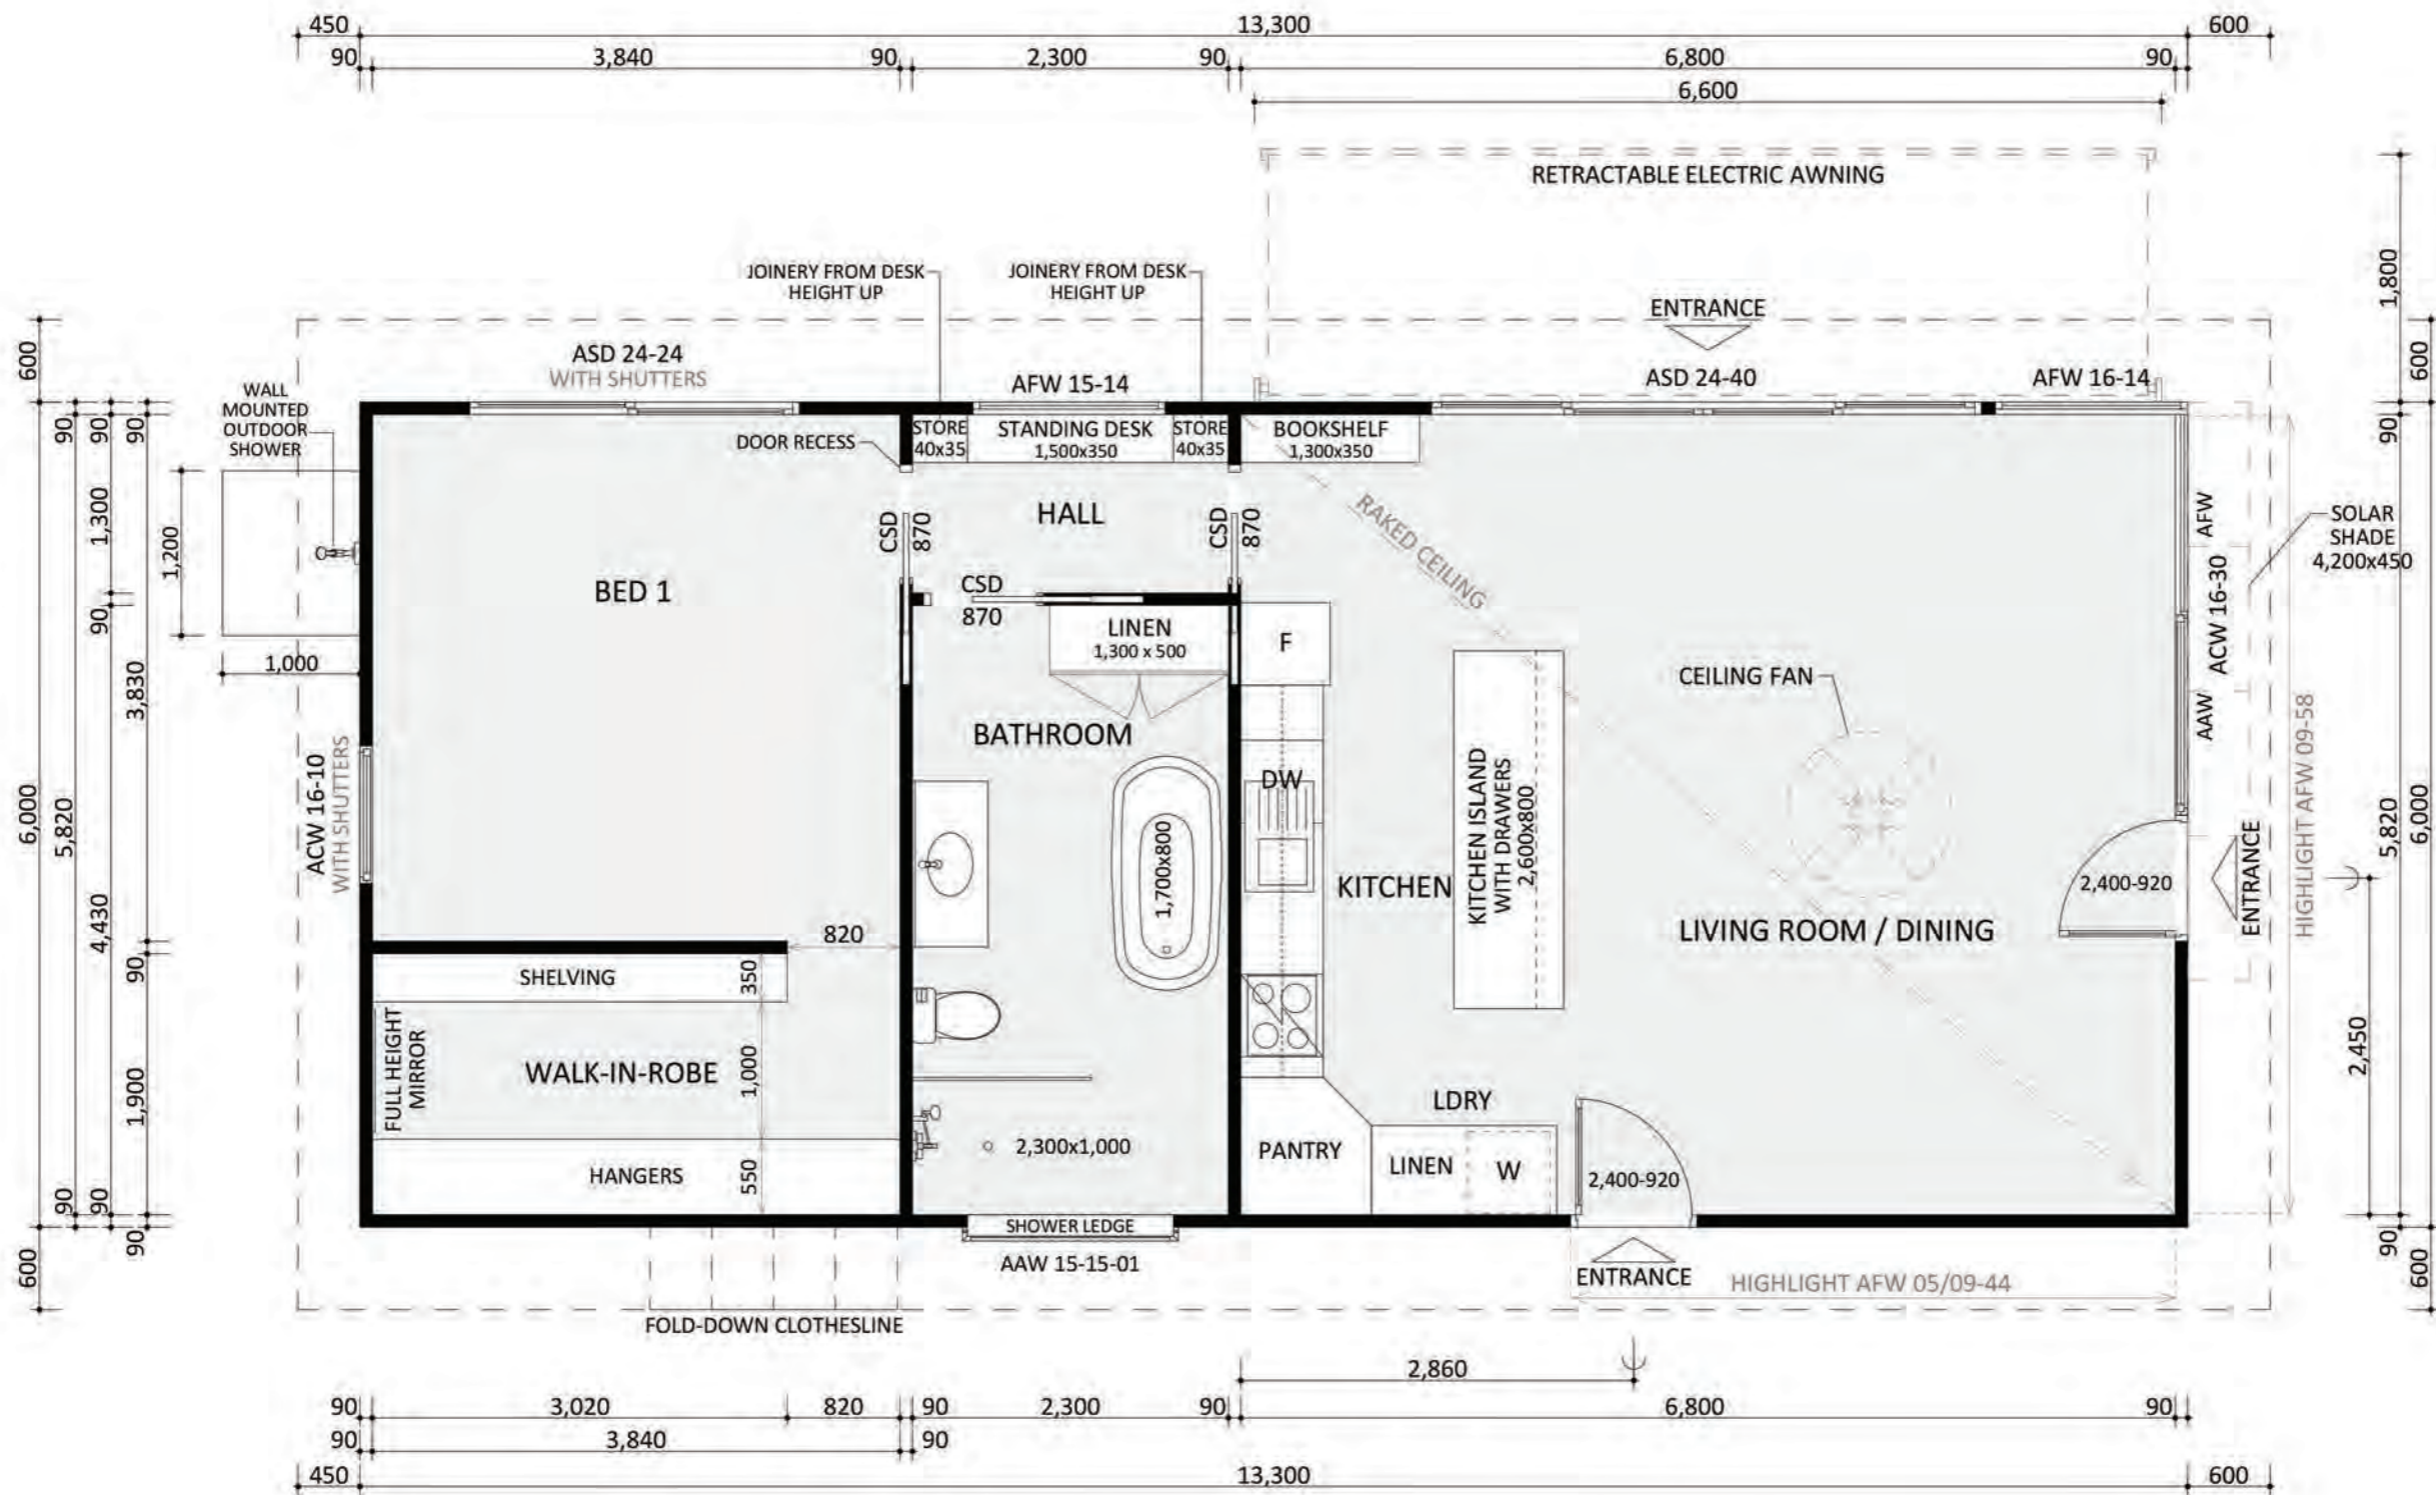 450
13,300
600
90
3,840
90
2,300
90
6,800
90
6,600
RETRACTABLE ELECTRIC AWNING
JOINERY FROM DESK
HEIGHT UP
JOINERY FROM DESK
HEIGHT UP
ENTRANCE
ASD 24-24
WITH SHUTTERS
AFW 15-14
ASD 24-40
AFW 16-14
WALL
MOUNTED
OUTDOOR
SHOWER
DOOR RECESS
STORE
40x35
STANDING DESK
1,500x350
STORE
40x35
BOOKSHELF
1,300x350
RAKED CEILING
HALL
CSD
870
CSD
870
CSD
870
BED 1
LINEN
1,300 x 500
F
BATHROOM
DW
1,700x800
KITCHEN
KITCHEN ISLAND
WITH DRAWERS
2,600x800
CEILING FAN
LIVING ROOM / DINING
AFW
ACW 16-30
AAW
SOLAR
SHADE
4,200x450
HIGHLIGHT AFW 09-58
2,400-920
ENTRANCE
ACW 16-10
WITH SHUTTERS
820
SHELVING
350
FULL HEIGHT
MIRROR
WALK-IN-ROBE
1,000
HANGERS
550
2,300x1,000
SHOWER LEDGE
AAW 15-15-01
PANTRY
LDRY
LINEN
W
2,400-920
ENTRANCE
HIGHLIGHT AFW 05/09-44
FOLD-DOWN CLOTHESLINE
600
6,000
600
90
5,820
90
90
1,300
90
4,430
90
90
3,830
90
1,900
90
1,200
1,000
1,800
600
90
5,820
6,000
2,450
90
600
2,860
90
3,020
820
90
2,300
90
6,800
90
90
3,840
90
450
13,300
600